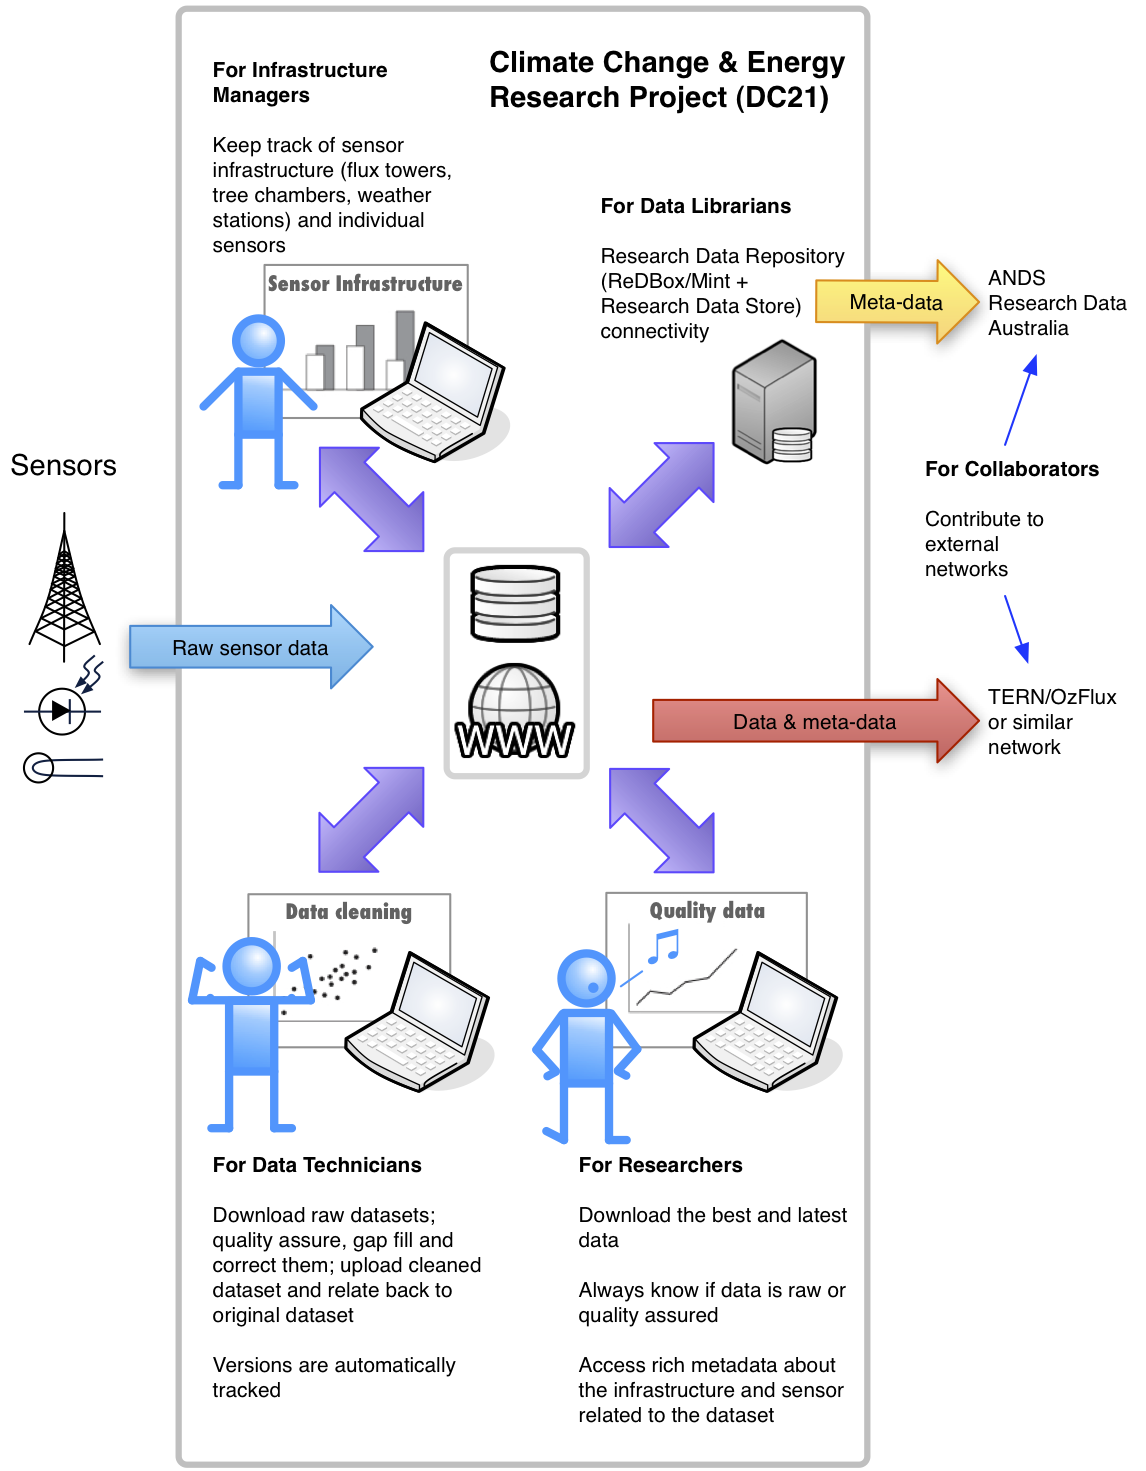 Climate Change & Energy
Research Project (DC21)
For Infrastructure
Managers
Keep track of sensor
infrastructure (flux towers,
tree chambers, weather
stations) and individual
sensors
Sensor Infrastructure
For Data Librarians
Research Data Repository
(ReDBox/Mint +
Research Data Store)
connectivity
Meta-data
ANDS
Research Data
Australia
For Collaborators
Contribute to
external
networks
Sensors
Raw sensor data
WWW
Data & meta-data
TERN/OzFlux
or similar
network
Data cleaning
Quality data
For Data Technicians
Download raw datasets;
quality assure, gap fill and
correct them; upload cleaned
dataset and relate back to
original dataset
Versions are automatically
tracked
For Researchers
Download the best and latest
data
Always know if data is raw or
quality assured
Access rich metadata about
the infrastructure and sensor
related to the dataset